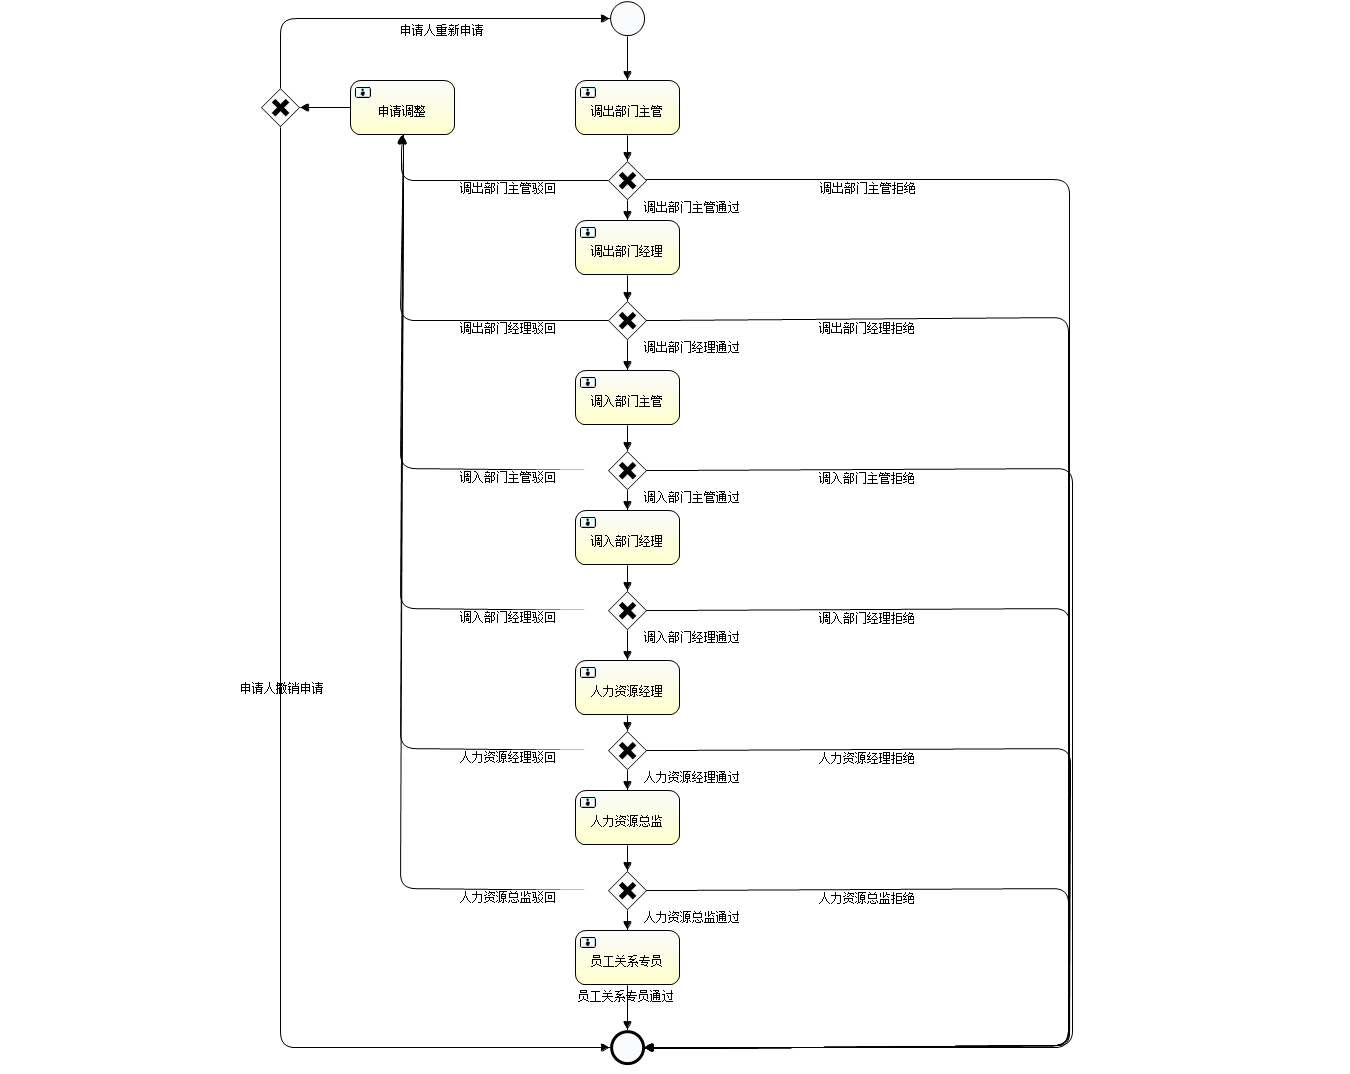 申请人重新申请
申请调整
调出部门主管
调出部门主管驳回
调出部门主管拒绝
调出部门主管通过
调出部门经理
调出部门经理驳回
调出部门经理拒绝
调出部门经理通过
调入部门主管
调入部门主管驳回
调入部门主管拒绝
调入部门主管通过
调入部门经理
调入部门经理驳回
调入部门经理拒绝
调入部门经理通过
申请人撤销申请
人力资源经理
人力资源经理驳回
人力资源经理拒绝
人力资源经理通过
人力资源总监
人力资源总监驳回
人力资源总监拒绝
人力资源总监通过
员工关系专员
员工关系专员通过